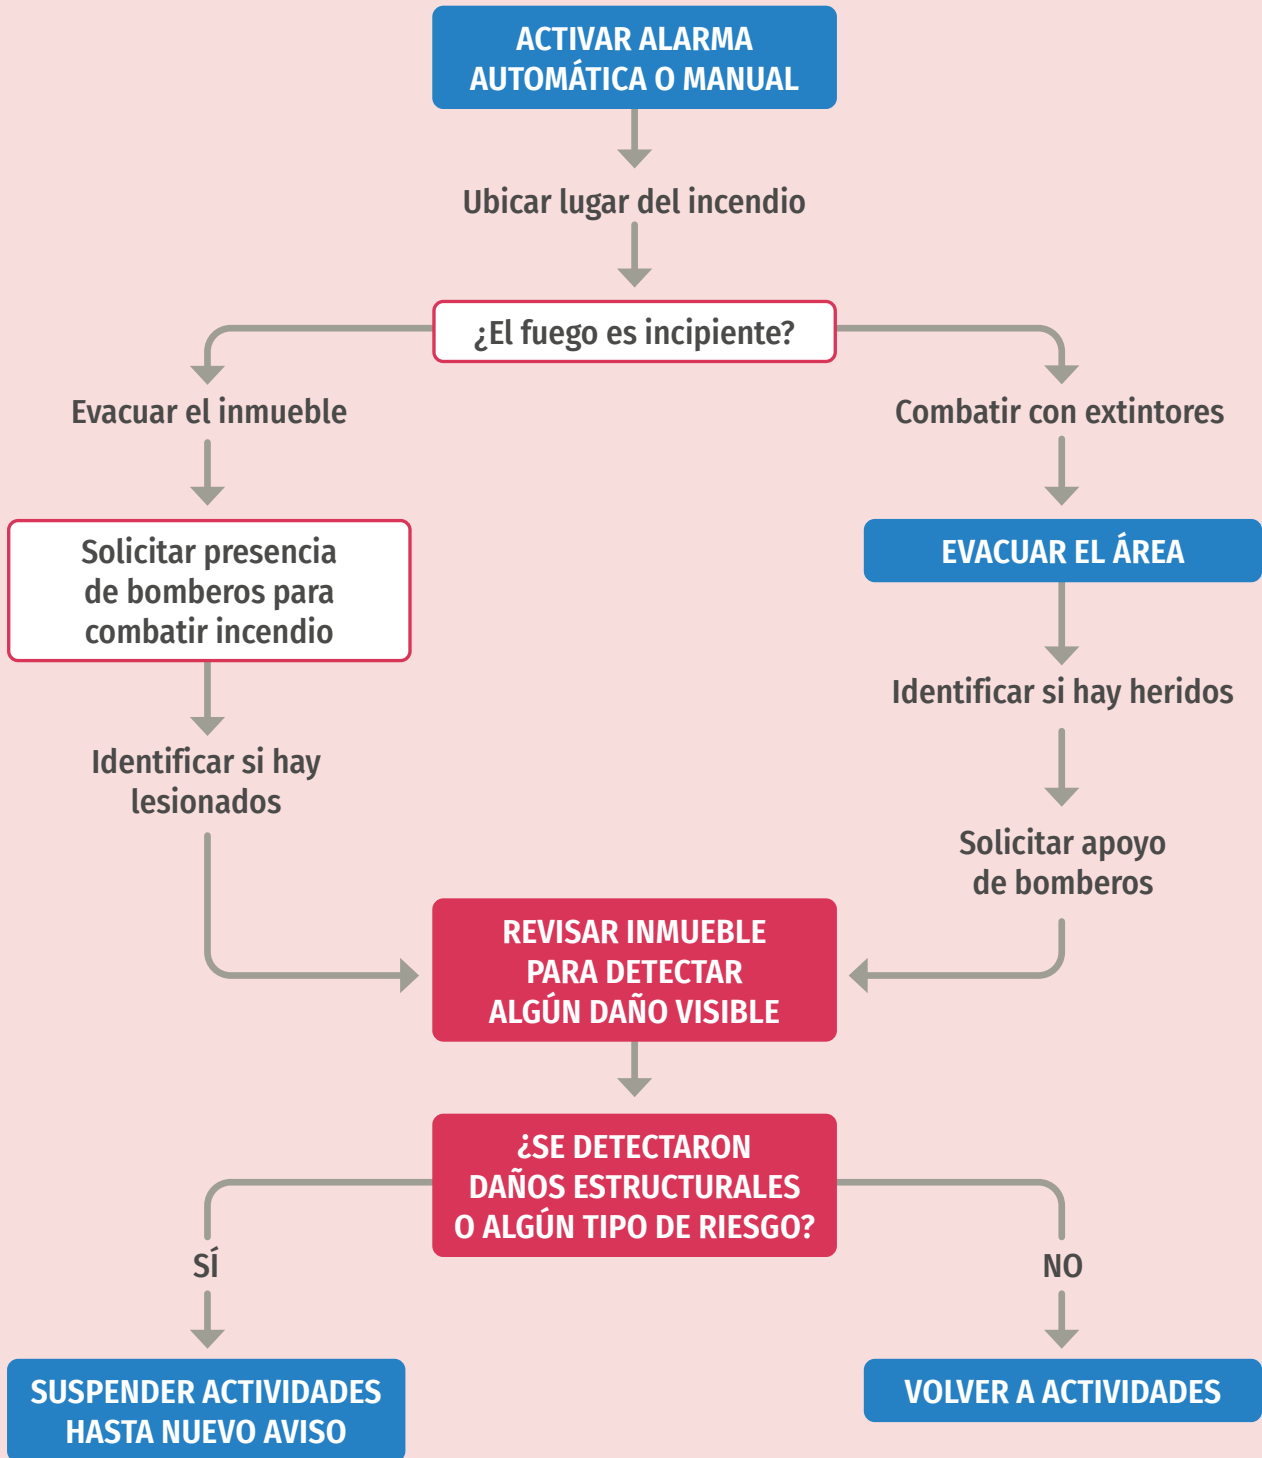 ACTIVAR ALARMA
AUTOMÁTICA O MANUAL
Ubicar lugar del incendio
¿El fuego es incipiente?
Evacuar el inmueble
Solicitar presencia
de bomberos para
combatir incendio
Identificar si hay
lesionados
Combatir con extintores
EVACUAR EL ÁREA
Identificar si hay heridos
Solicitar apoyo
de bomberos
REVISAR INMUEBLE
PARA DETECTAR
ALGÚN DAÑO VISIBLE
¿SE DETECTARON
DAÑOS ESTRUCTURALES
O ALGÚN TIPO DE RIESGO?
SÍ
SUSPENDER ACTIVIDADES
HASTA NUEVO AVISO
NO
VOLVER A ACTIVIDADES